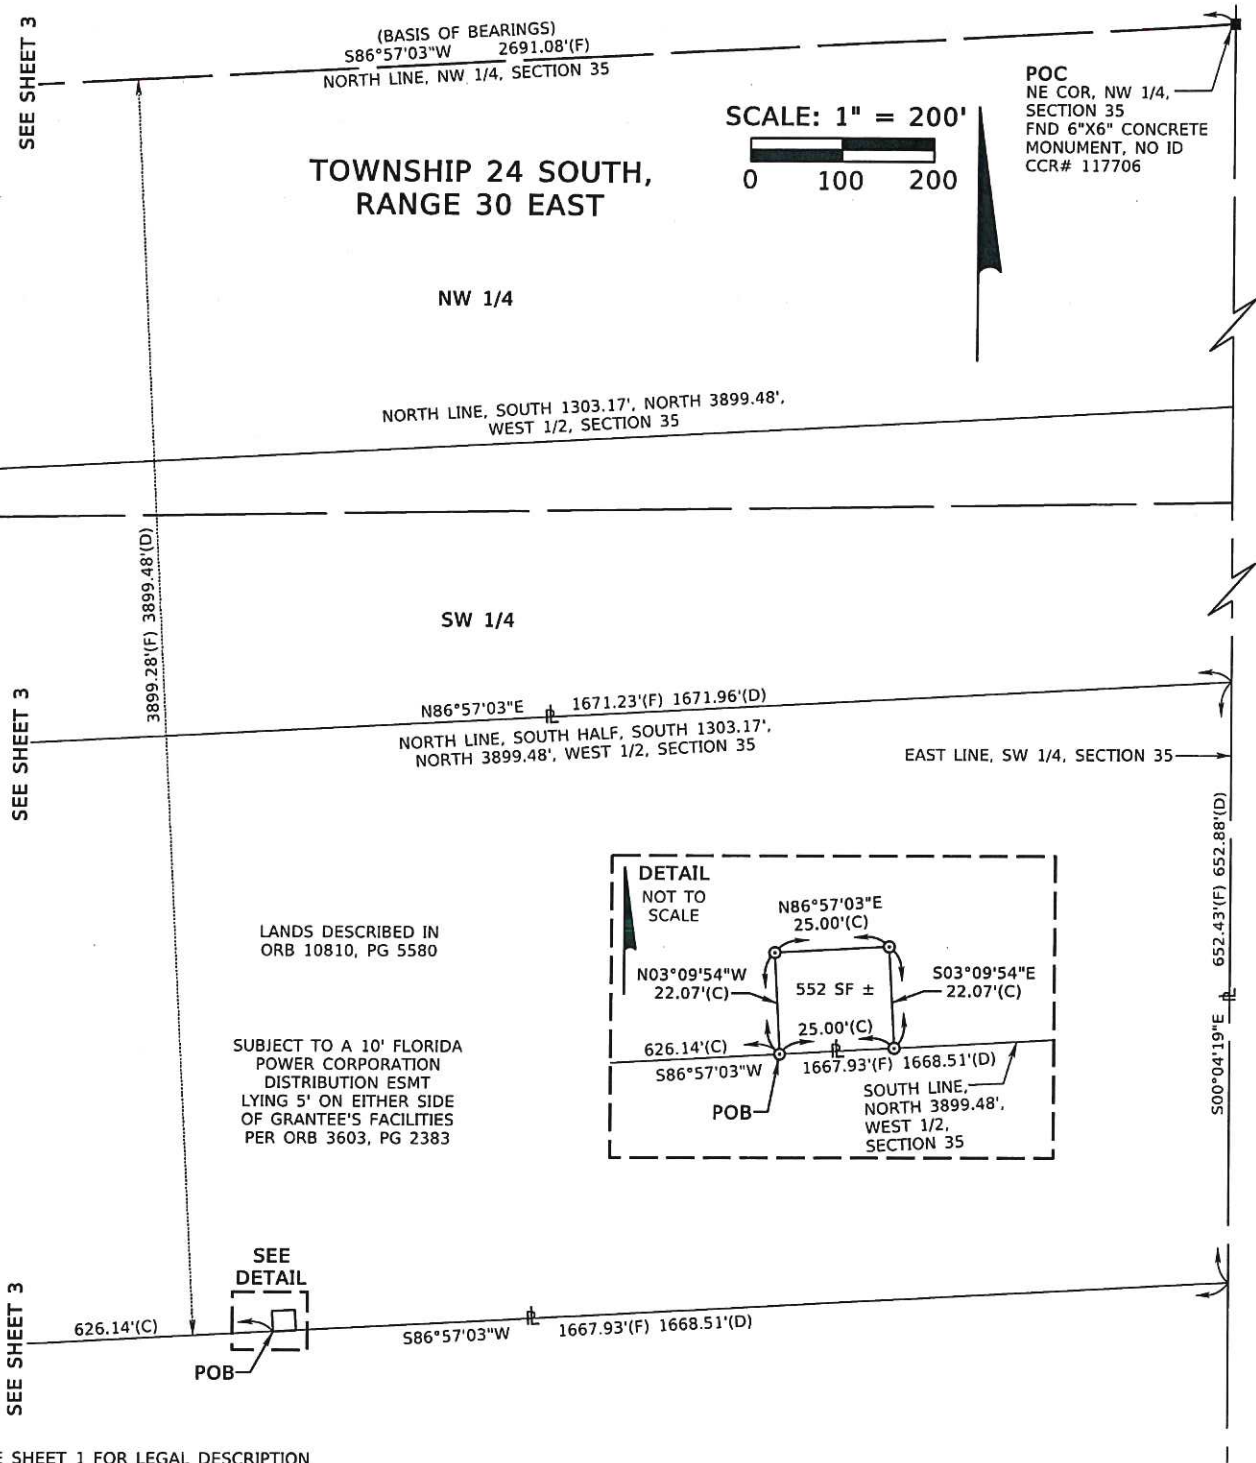 SEE SHEET 3
(BASIS OF BEARINGS)
S86°57'03"W 2691.08'(F)
NORTH LINE, NW 1/4, SECTION 35
POC
NE COR, NW 1/4,
SECTION 35
FND 6"X6" CONCRETE
MONUMENT, NO ID
CCR# 117706
SCALE: 1" = 200'
0 100 200
TOWNSHIP 24 SOUTH,
RANGE 30 EAST
NW 1/4
NORTH LINE, SOUTH 1303.17', NORTH 3899.48',
WEST 1/2, SECTION 35
3899.28'(F) 3899.48'(D)
SW 1/4
SEE SHEET 3
N86°57'03"E PL 1671.23'(F) 1671.96'(D)
NORTH LINE, SOUTH HALF, SOUTH 1303.17',
NORTH 3899.48', WEST 1/2, SECTION 35
EAST LINE, SW 1/4, SECTION 35
S00°04'19"E PL 652.43'(F) 652.88'(D)
LANDS DESCRIBED IN
ORB 10810, PG 5580
SUBJECT TO A 10' FLORIDA
POWER CORPORATION
DISTRIBUTION ESMT
LYING 5' ON EITHER SIDE
OF GRANTEE'S FACILITIES
PER ORB 3603, PG 2383
DETAIL
NOT TO
SCALE
N86°57'03"E
25.00'(C)
N03°09'54"W
22.07'(C)
552 SF ±
S03°09'54"E
22.07'(C)
25.00'(C)
626.14'(C)
S86°57'03"W PL 1667.93'(F) 1668.51'(D)
POB
SOUTH LINE,
NORTH 3899.48',
WEST 1/2,
SECTION 35
SEE
DETAIL
SEE SHEET 3
626.14'(C)
S86°57'03"W PL 1667.93'(F) 1668.51'(D)
POB
E SHEET 1 FOR LEGAL DESCRIPTION